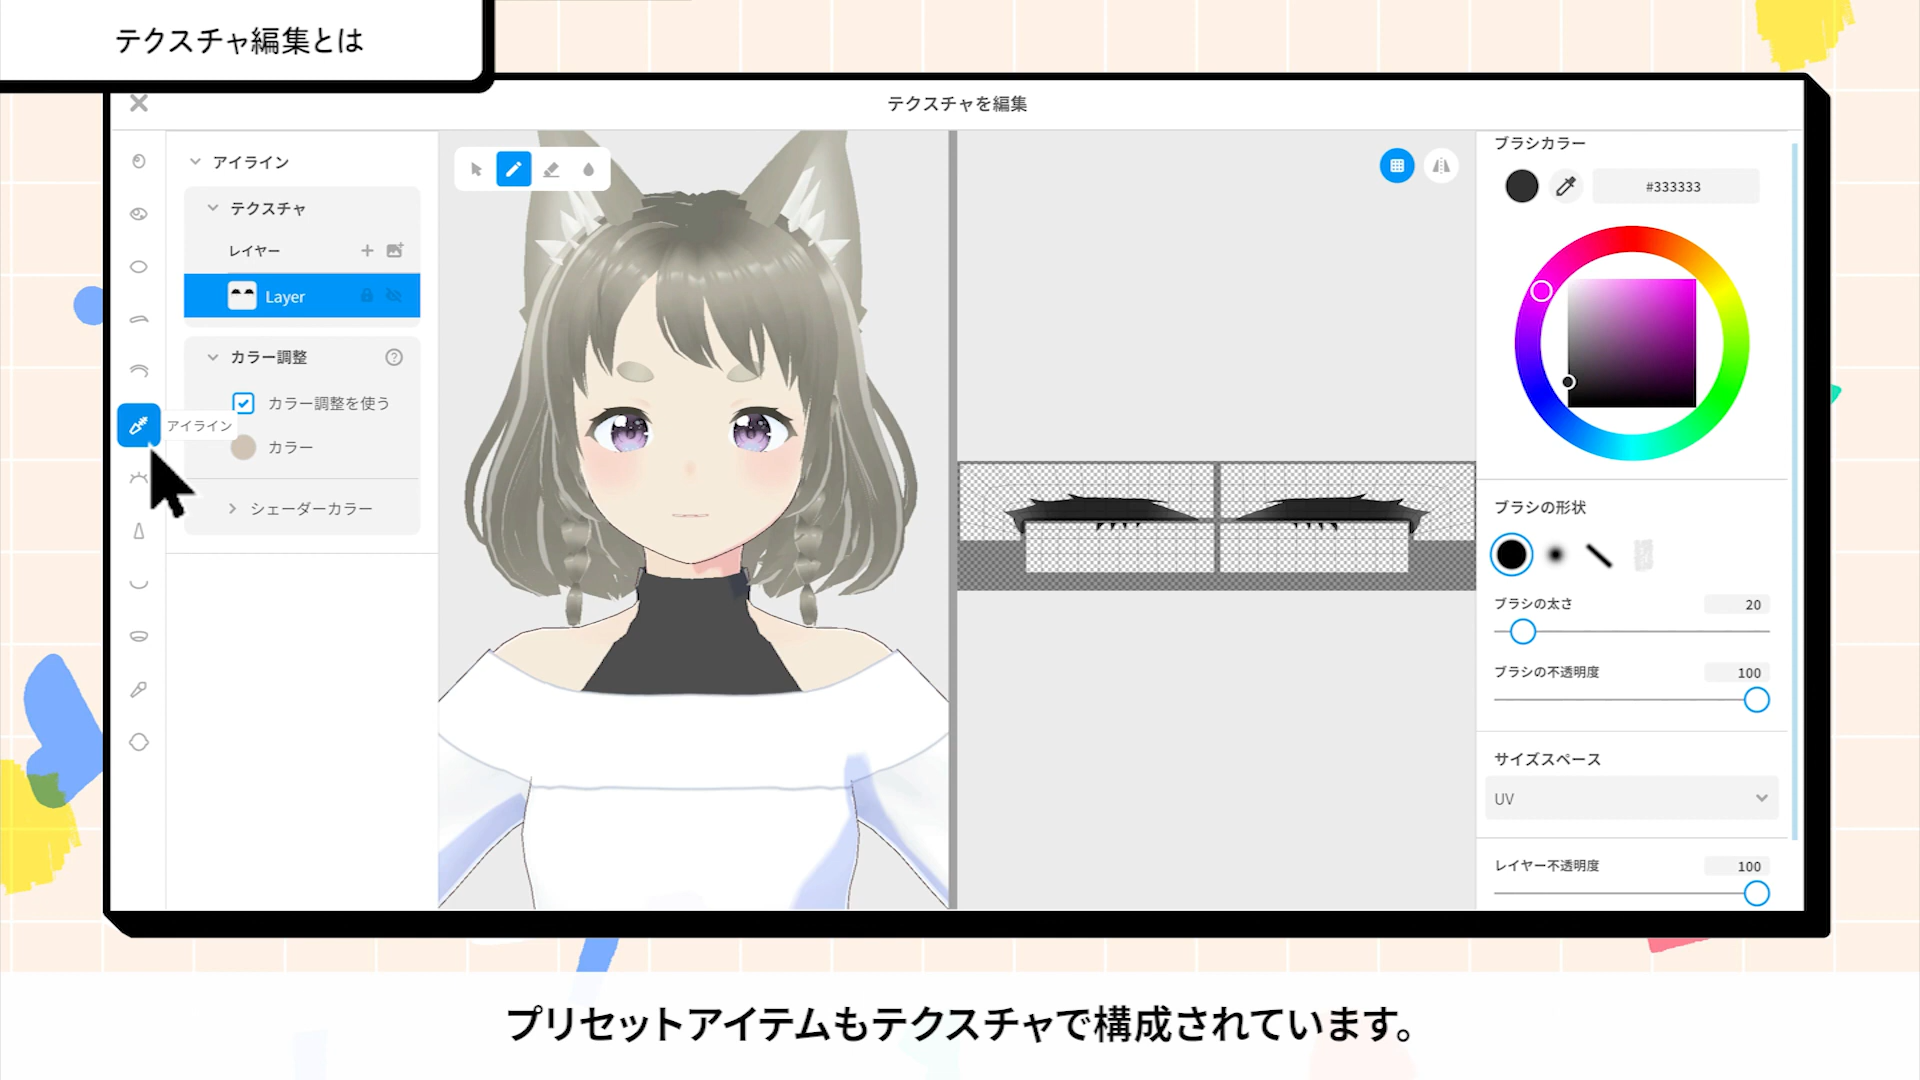 テクスチャ編集とは
テクスチャを編集
アイライン
テクスチャ
レイヤー
Layer
カラー調整
カラー調整を使う
アイライン
カラー
シェーダーカラー
ブラシカラー
#333333
ブラシの形状
ブラシの太さ 20
ブラシの不透明度 100
サイズスペース
UV
レイヤー不透明度 100
プリセットアイテムもテクスチャで構成されています。